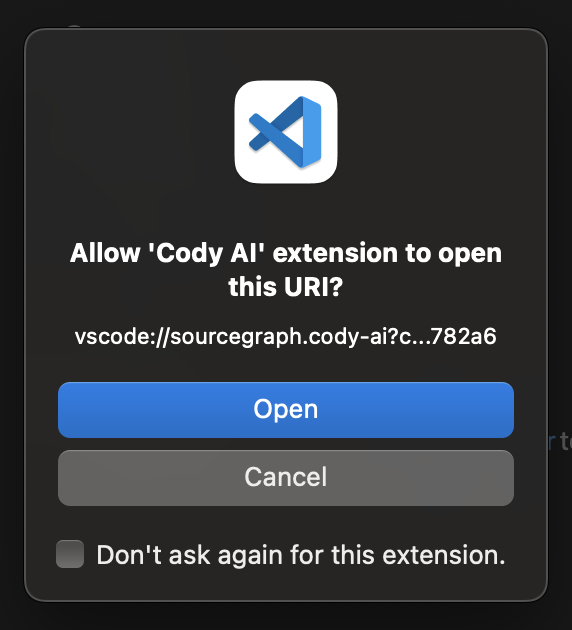 Allow 'Cody AI' extension to open
this URI?
vscode://sourcegraph.cody-ai?c...782a6
Open
r to
Cancel
Don't ask again for this extension.